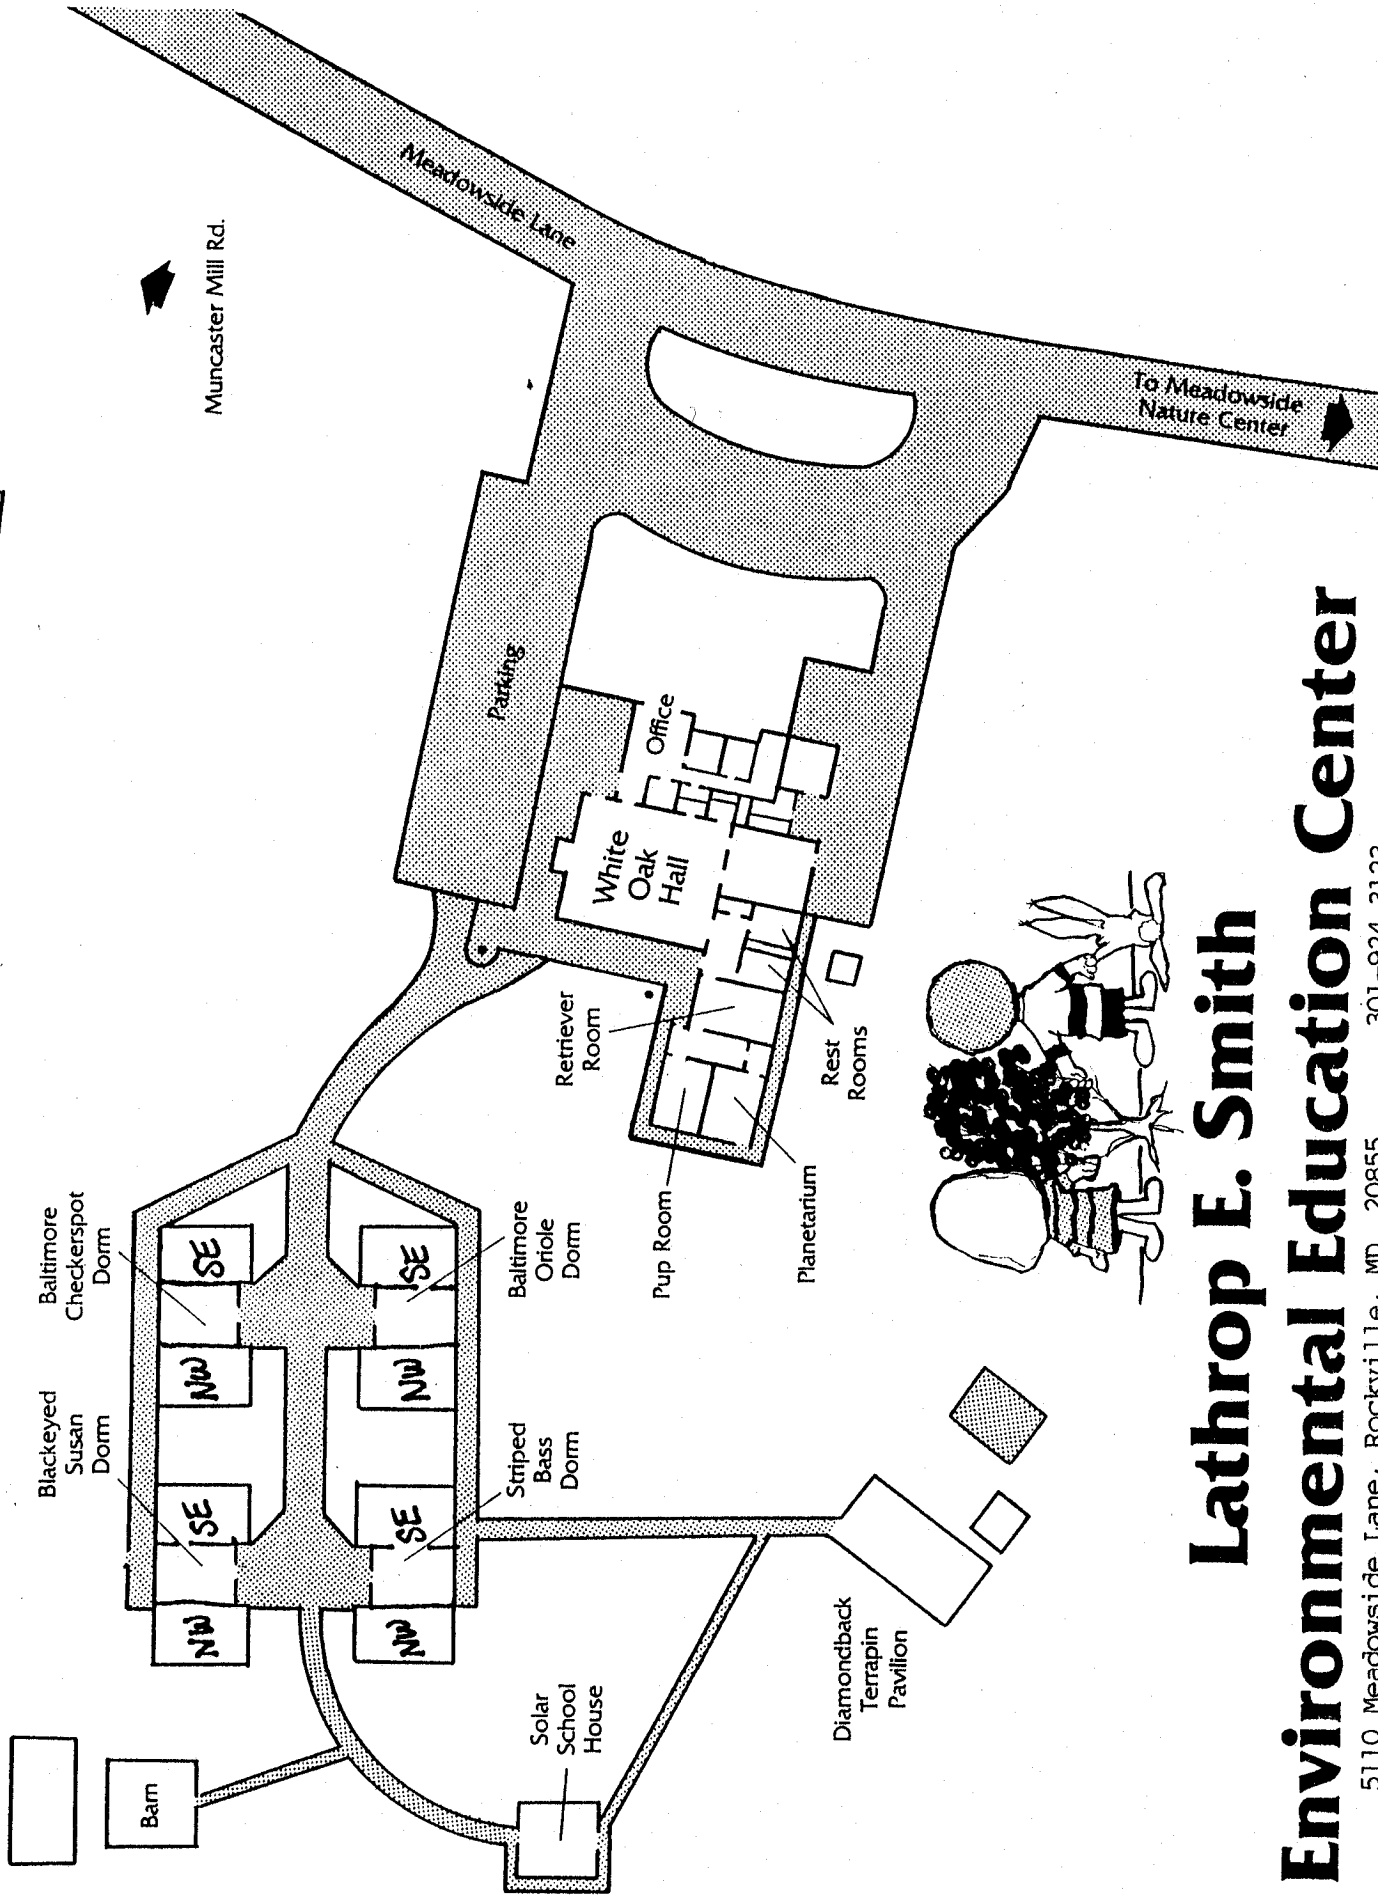 Muncaster Mill Rd.
Meadowside Lane
To Meadowside
Nature Center
Parking
Office
White
Oak
Hall
Retriever
Room
Rest
Rooms
Pup Room
Planetarium
Baltimore
Checkerspot
Dorm
SE
NW
Baltimore
Oriole
Dorm
SE
NW
Blackeyed
Susan
Dorm
SE
NW
Striped
Bass
Dorm
SE
NW
Barn
Solar
School
House
Diamondback
Terrapin
Pavilion
Lathrop E. Smith
Environmental Education Center
5110 Meadowside Lane, Rockville, MD 20855 301-924-3123